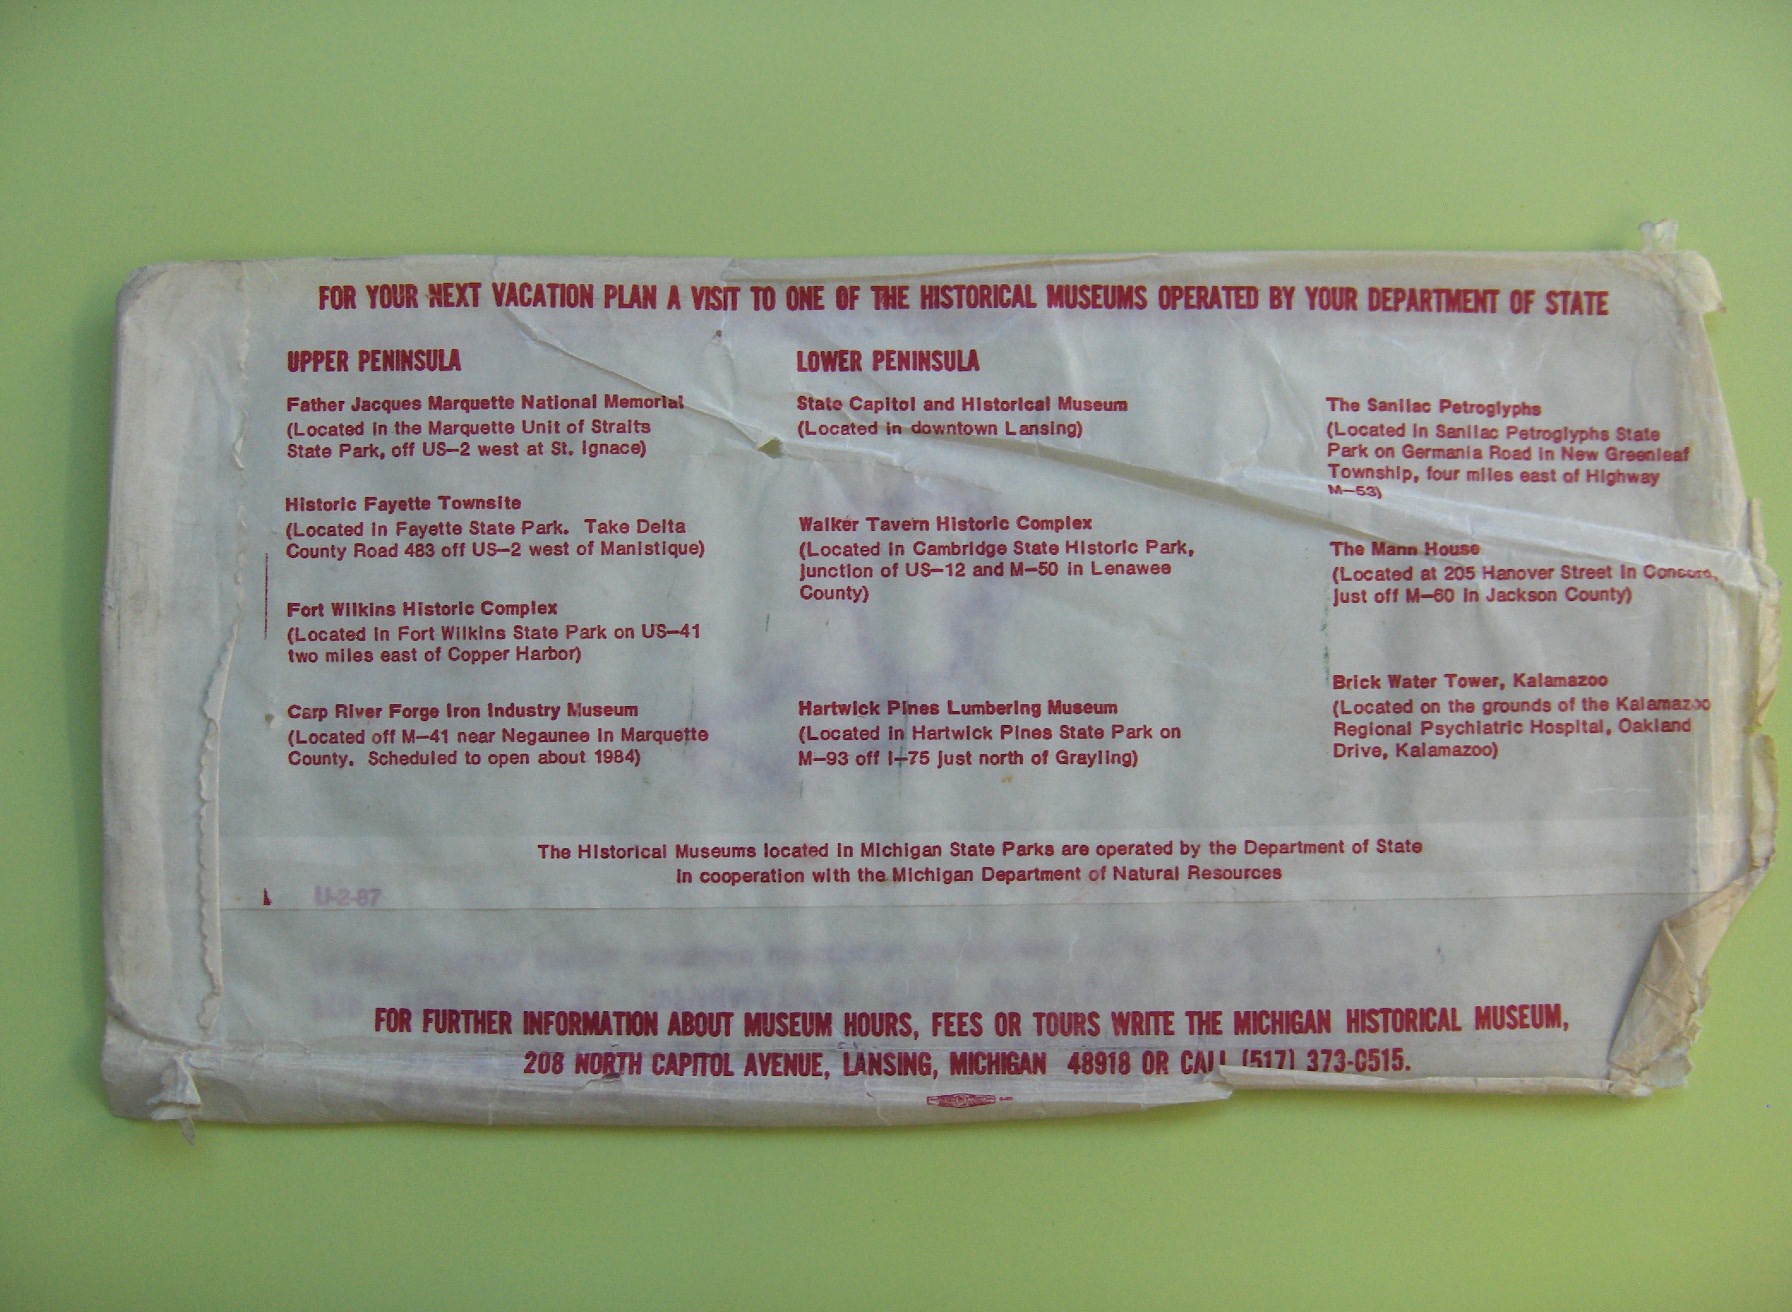 FOR YOUR NEXT VACATION PLAN A VISIT TO ONE OF THE HISTORICAL MUSEUMS OPERATED BY YOUR DEPARTMENT OF STATE
UPPER PENINSULA
Father Jacques Marquette National Memorial
(Located in the Marquette Unit of Straits
State Park, off US–2 west at St. Ignace)
Historic Fayette Townsite
(Located in Fayette State Park. Take Delta
County Road 483 off US–2 west of Manistique)
Fort Wilkins Historic Complex
(Located in Fort Wilkins State Park on US–41
two miles east of Copper Harbor)
Carp River Forge Iron Industry Museum
(Located off M–41 near Negaunee in Marquette
County. Scheduled to open about 1984)
LOWER PENINSULA
State Capitol and Historical Museum
(Located in downtown Lansing)
Walker Tavern Historic Complex
(Located in Cambridge State Historic Park,
junction of US–12 and M–50 in Lenawee
County)
Hartwick Pines Lumbering Museum
(Located in Hartwick Pines State Park on
M–93 off I–75 just north of Grayling)
The Sanilac Petroglyphs
(Located in Sanilac Petroglyphs State
Park on Germania Road in New Greenleaf
Township, four miles east of Highway
M–53)
The Mann House
(Located at 205 Hanover Street in Concord,
just off M–60 in Jackson County)
Brick Water Tower, Kalamazoo
(Located on the grounds of the Kalamazoo
Regional Psychiatric Hospital, Oakland
Drive, Kalamazoo)
The Historical Museums located in Michigan State Parks are operated by the Department of State
in cooperation with the Michigan Department of Natural Resources
U-2-87
FOR FURTHER INFORMATION ABOUT MUSEUM HOURS, FEES OR TOURS WRITE THE MICHIGAN HISTORICAL MUSEUM,
208 NORTH CAPITOL AVENUE, LANSING, MICHIGAN 48918 OR CALL (517) 373-0515.